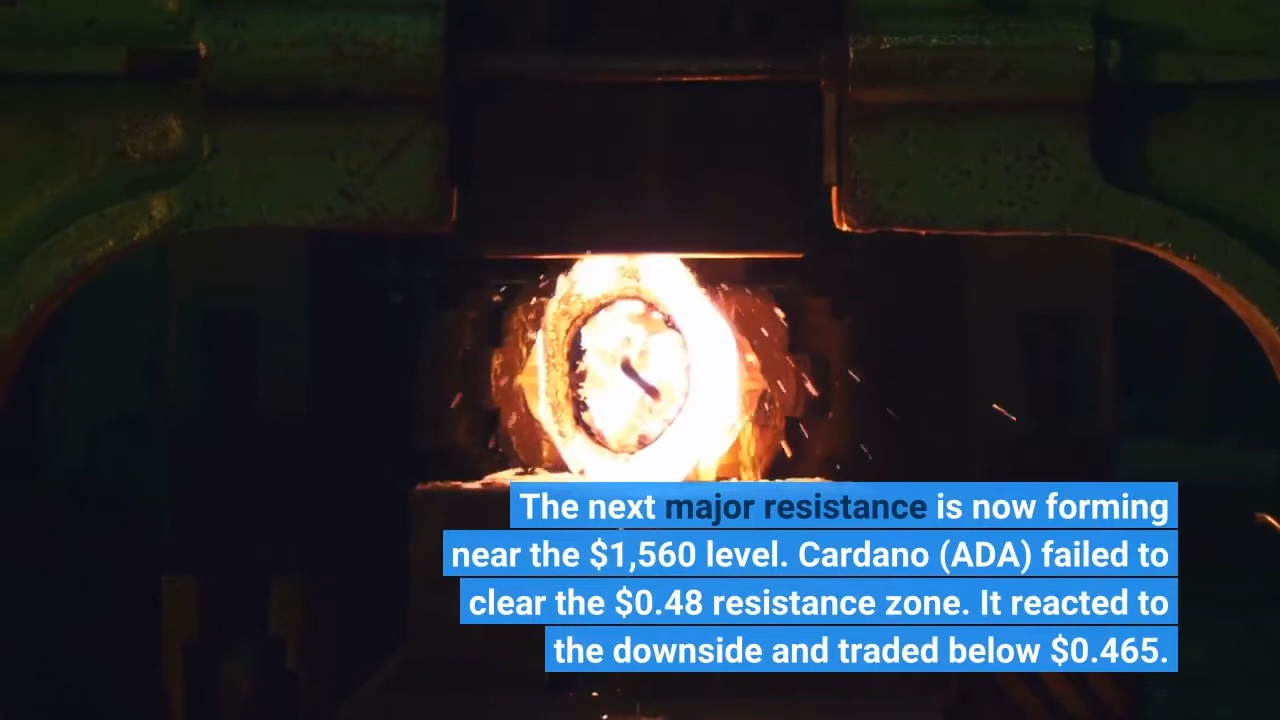 The next major resistance is now forming
near the $1,560 level. Cardano (ADA) failed to
clear the $0.48 resistance zone. It reacted to
the downside and traded below $0.465.